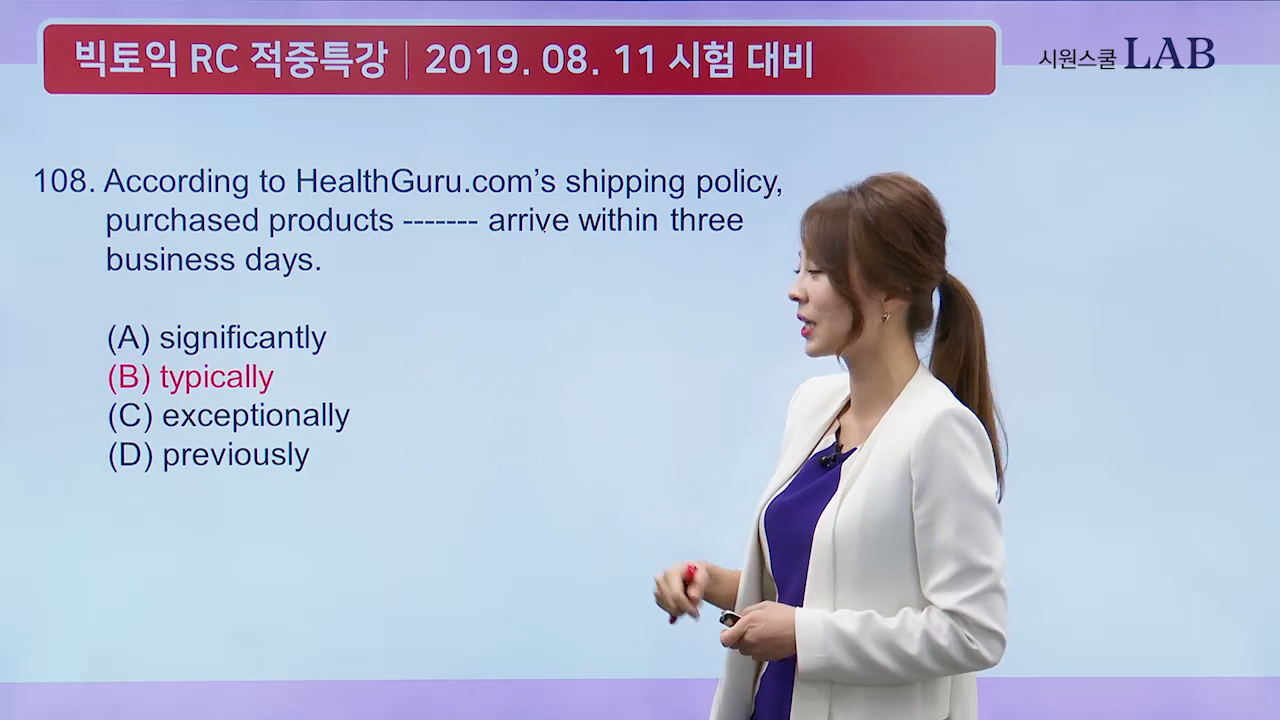 빅토익 RC 적중특강 | 2019. 08. 11 시험 대비
시원스쿨 LAB
108. According to HealthGuru.com’s shipping policy,
purchased products ------- arrive within three
business days.
(A) significantly
(B) typically
(C) exceptionally
(D) previously